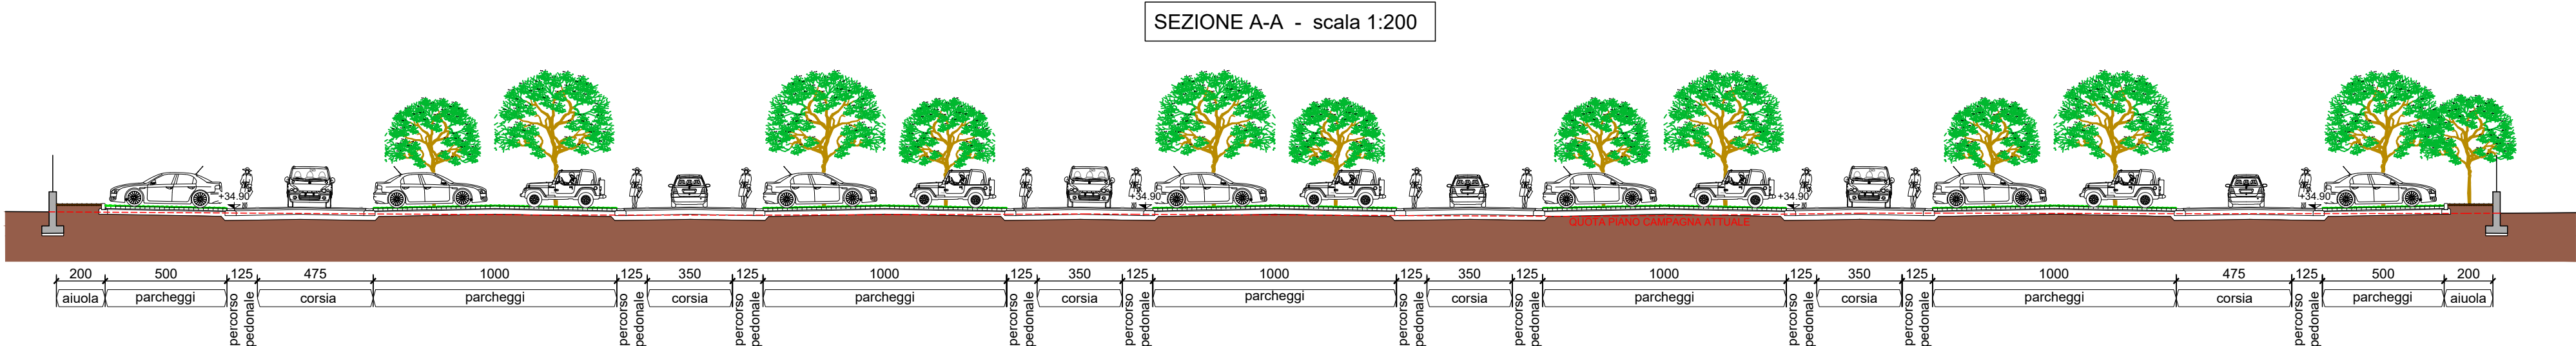 SEZIONE A-A - scala 1:200
+34.90 +34.90 +34.90 +34.90 +34.90
QUOTA PIANO CAMPAGNA ATTUALE
200 500 125 475 1000 125 350 125 1000 125 350 125 1000 125 350 125 1000 125 350 125 1000 475 125 500 200
aiuola parcheggi percorso pedonale corsia parcheggi percorso pedonale corsia percorso pedonale parcheggi percorso pedonale corsia percorso pedonale parcheggi percorso pedonale corsia percorso pedonale parcheggi percorso pedonale corsia percorso pedonale parcheggi corsia percorso pedonale parcheggi aiuola